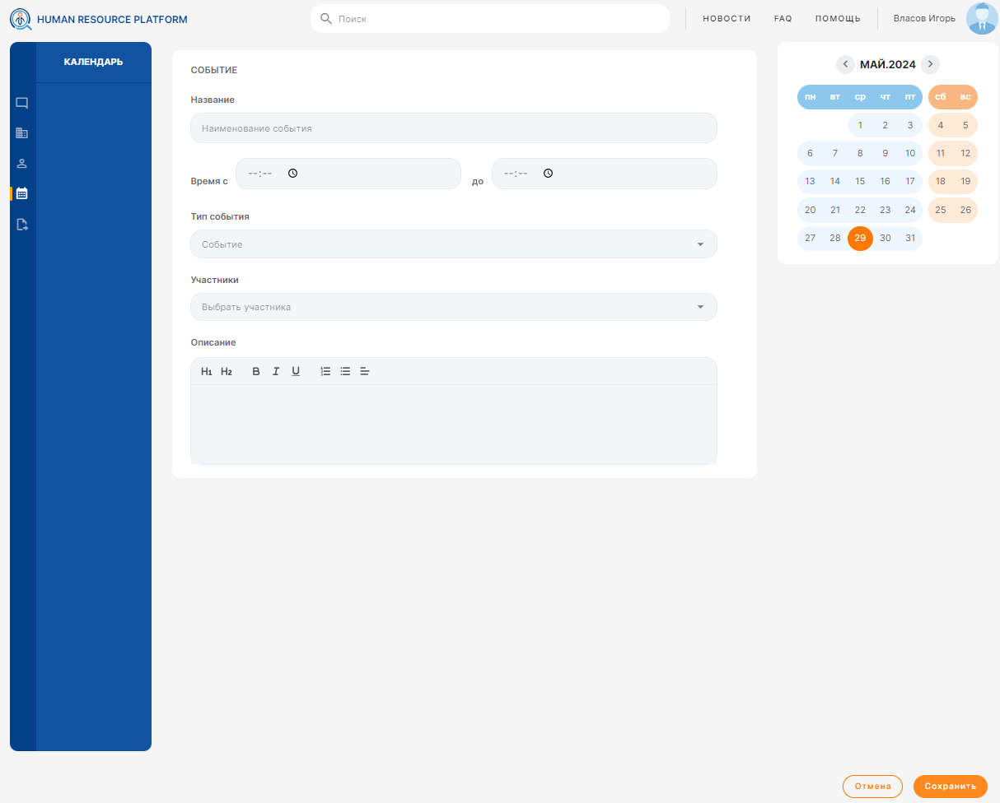 HUMAN RESOURCE PLATFORM
Поиск
НОВОСТИ FAQ ПОМОЩЬ Власов Игорь
КАЛЕНДАРЬ
СОБЫТИЕ
Название
Наименование события
Время с --:-- до --:--
Тип события
Событие
Участники
Выбрать участника
Описание
H1 H2 B I U
МАЙ.2024
пн вт ср чт пт сб вс
1 2 3 4 5
6 7 8 9 10 11 12
13 14 15 16 17 18 19
20 21 22 23 24 25 26
27 28 29 30 31
Отмена Сохранить